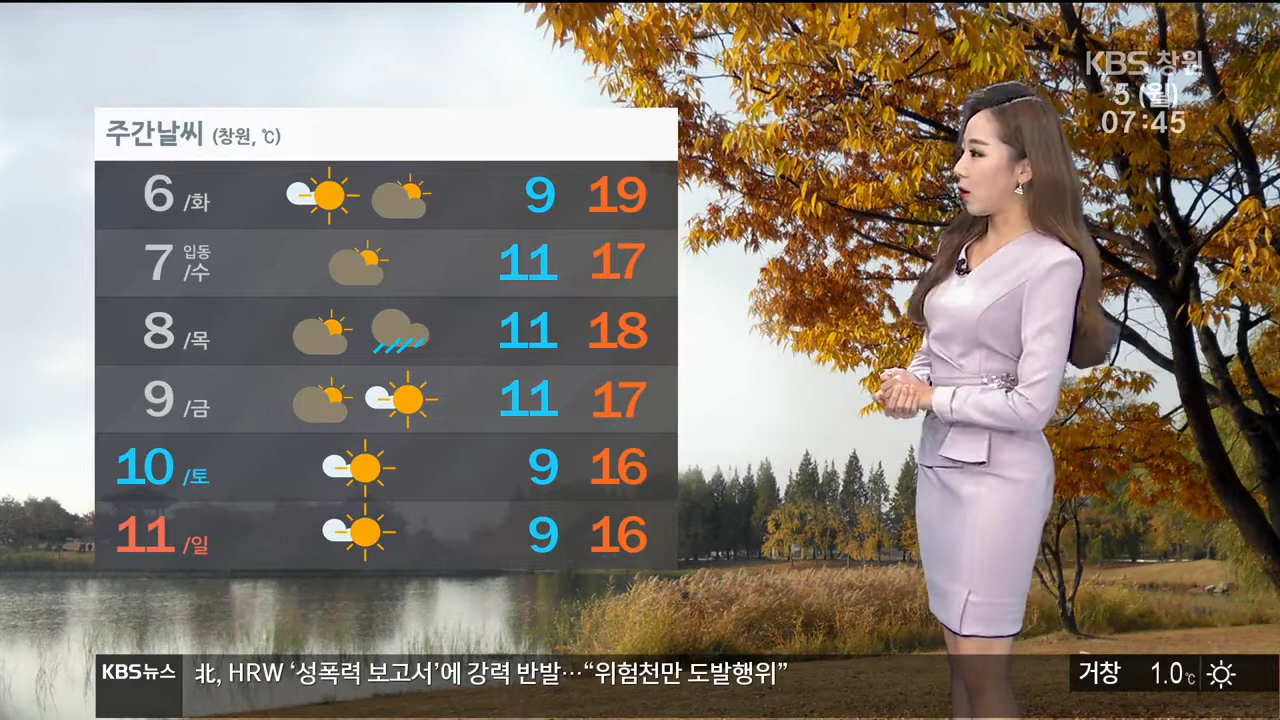 KBS 창원
5 (월)
07:45
주간날씨 (창원, ℃)
6 /화 9 19
7 입동 /수 11 17
8 /목 11 18
9 /금 11 17
10 /토 9 16
11 /일 9 16
KBS뉴스 北, HRW ‘성폭력 보고서’에 강력 반발…“위험천만 도발행위”
거창 1.0℃